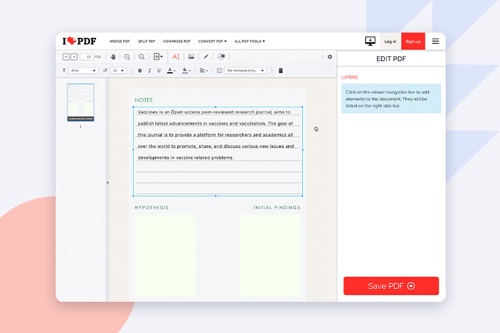 I PDF
MERGE PDF SPLIT PDF COMPRESS PDF CONVERT PDF ALL PDF TOOLS
Log in
Sign up
A
T Arial B I U A
No transparency
EDIT PDF
LAYERS
Click on the viewer navigation bar to add
elements to the document. They will be
listed on the right side bar.
1
NOTES:
Vaccines is an Open access peer-reviewed research journal, aims to
publish latest advancements in vaccines and vaccination. The goal of
this journal is to provide a platform for researchers and academics all
over the world to promote, share, and discuss various new issues and
developments in vaccine related problems.
HYPOTHESIS
INITIAL FINDINGS
Save PDF